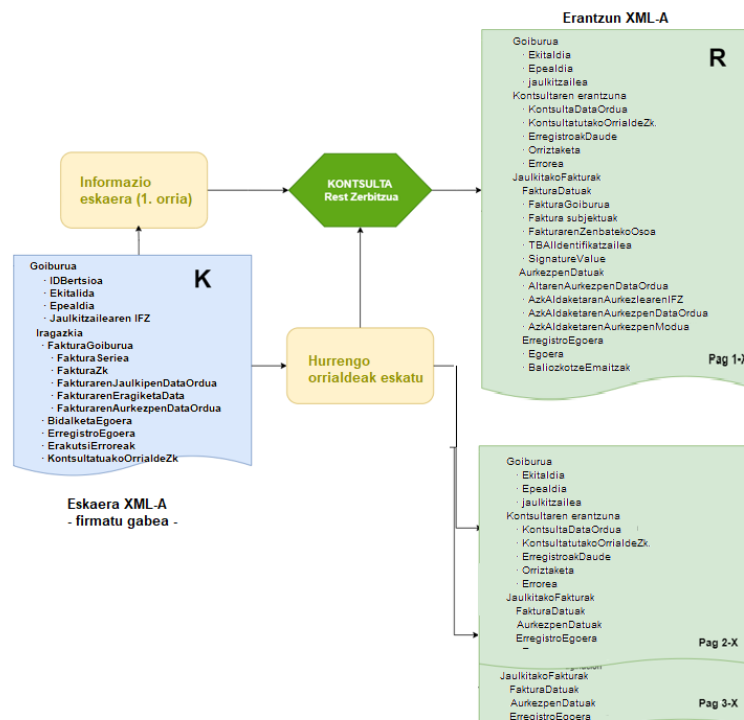 Erantzun XML-A
Goiburua
· Ekitaldia
· Epealdia
· jaulkitzailea
R
Kontsultaren erantzuna
· KontsultaDataOrdua
· KontsultatutakoOrrialdeZk.
· ErregistroakDaude
· Orriztaketa
· Errorea
JaulkitakoFakturak
FakturaDatuak
· FakturaGoiburua
· Faktura subjektuak
· FakturarenZenbatekoOsoa
· TBAIIdentifikatzailea
· SignatureValue
AurkezpenDatuak
· AltarenAurkezpenDataOrdua
· AzkAldaketaranAurkezlearenIFZ
· AzkAldaketarenAurkezpenDataOrdua
· AzkAldaketarenAurkezpenModua
ErregistroEgoera
· Egoera
· BaliozkotzeEmaitzak
Pag 1-X
Informazio
eskaera (1. orria)
KONTSULTA
Rest Zerbitzua
K
Goiburua
· IDBertsioa
· Ekitalida
· Epealdia
· Jaulkitzailearen IFZ
Iragazkia
· FakturaGoiburua
· FakturaSeriea
· FakturaZk
· FakturarenJaulkipenDataOrdua
· FakturarenEragiketaData
· FakturarenAurkezpenDataOrdua
· BidalketaEgoera
· ErregistroEgoera
· ErakutsiErroreak
· KontsultatuakoOrrialdeZk
Eskaera XML-A
- firmatu gabea -
Hurrengo
orrialdeak eskatu
Goiburua
· Ekitaldia
· Epealdia
· jaulkitzailea
Kontsultaren erantzuna
· KontsultaDataOrdua
· KontsultatutakoOrrialdeZk.
· ErregistroakDaude
· Orriztaketa
· Errorea
JaulkitakoFakturak
FakturaDatuak
AurkezpenDatuak
ErregistroEgoera
Pag 2-X
JaulkitakoFakturak
FakturaDatuak
AurkezpenDatuak
ErregistroEgoera
Pag 3-X